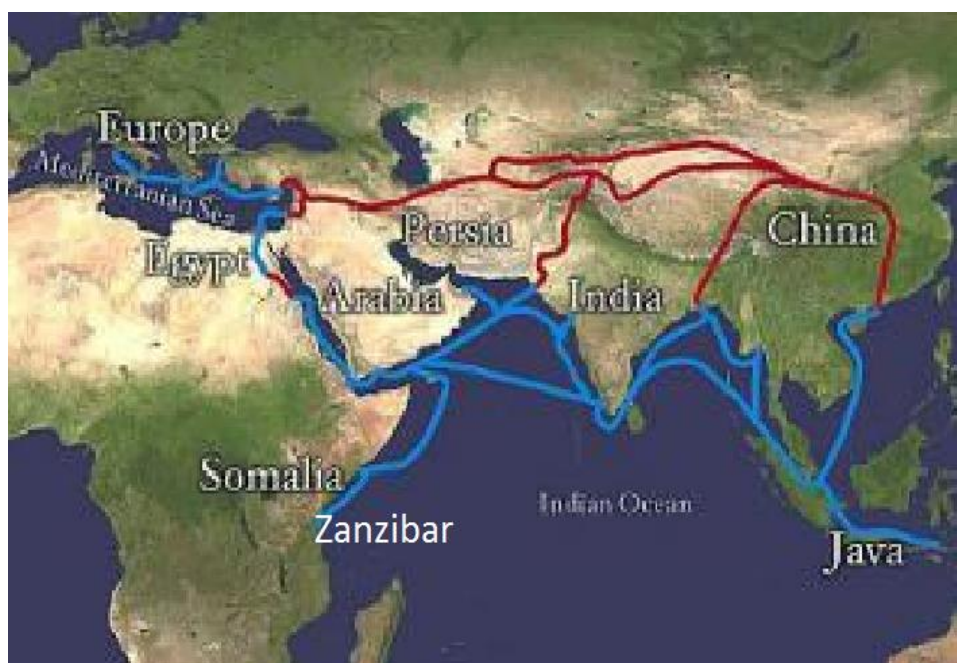 Europe
Mediterranean Sea
Egypt
Persia
China
Arabia
India
Somalia
Indian Ocean
Zanzibar
Java